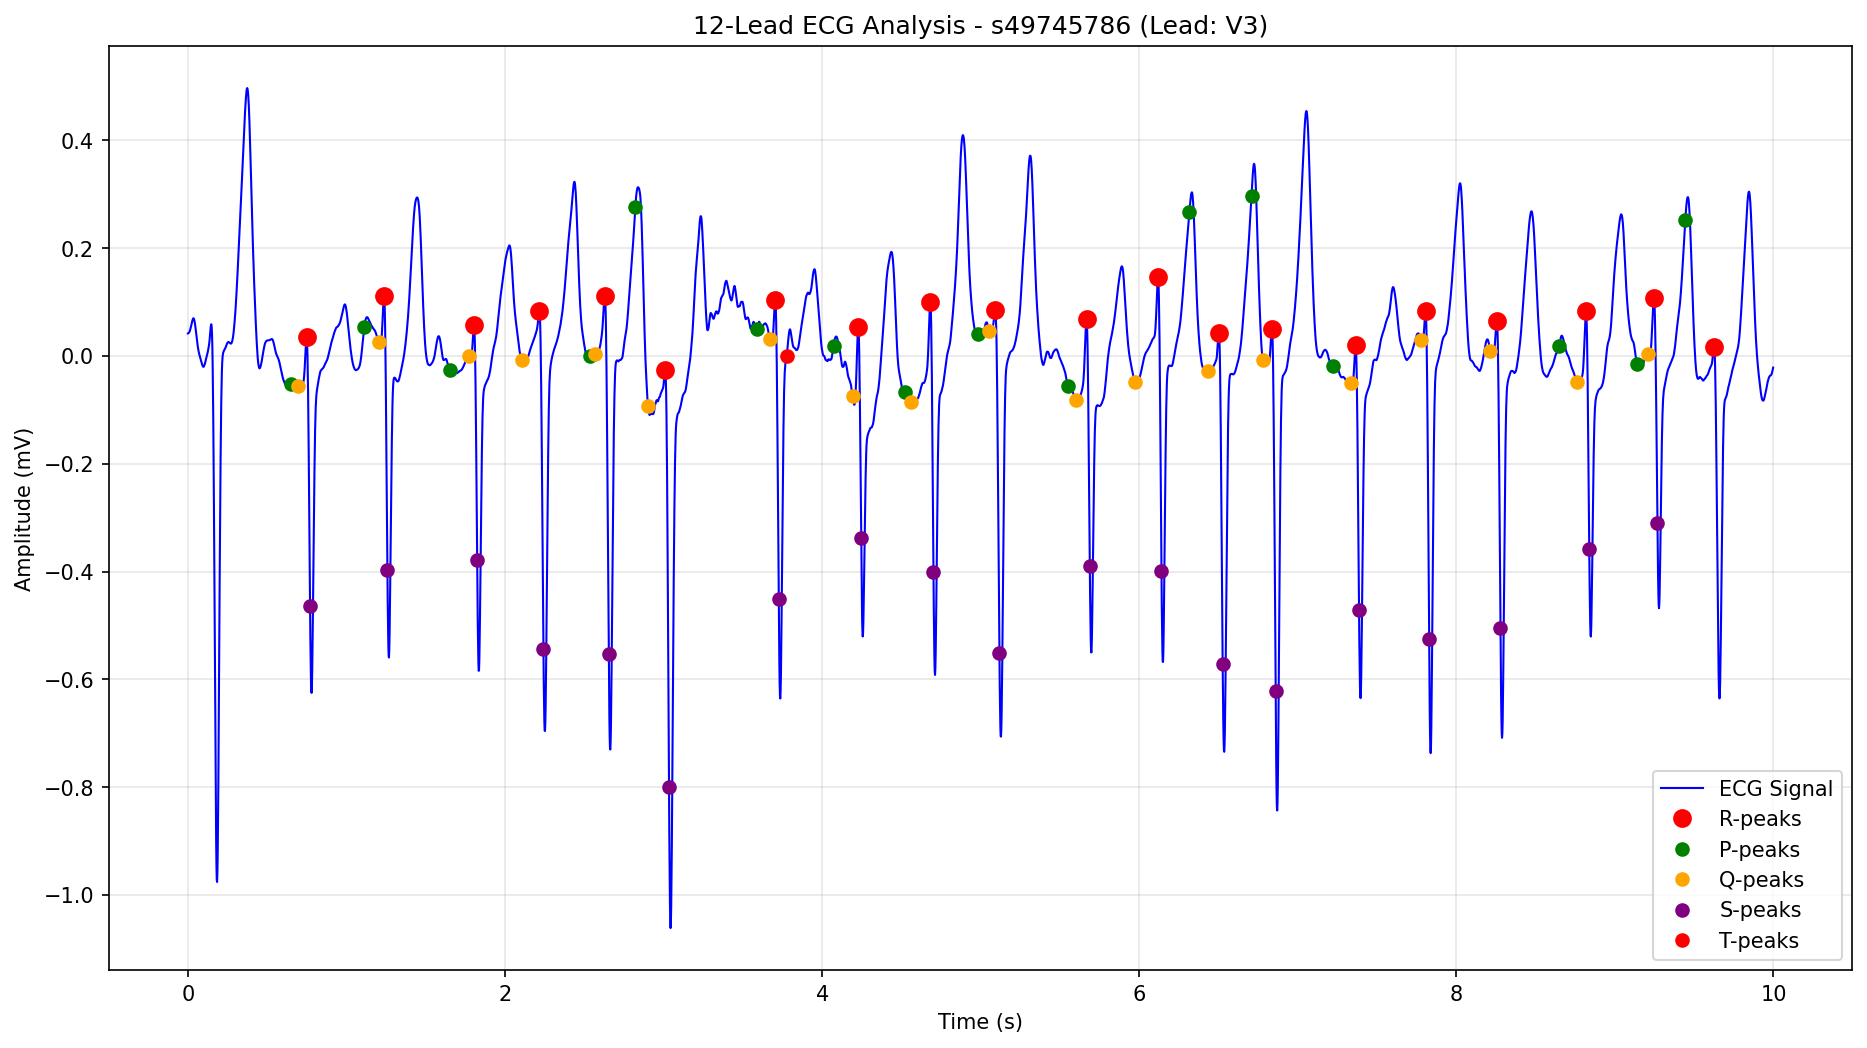 12-Lead ECG Analysis - s49745786 (Lead: V3)
0.4
0.2
0.0
−0.2
−0.4
−0.6
−0.8
−1.0
Amplitude (mV)
0 2 4 6 8 10
Time (s)
ECG Signal
R-peaks
P-peaks
Q-peaks
S-peaks
T-peaks